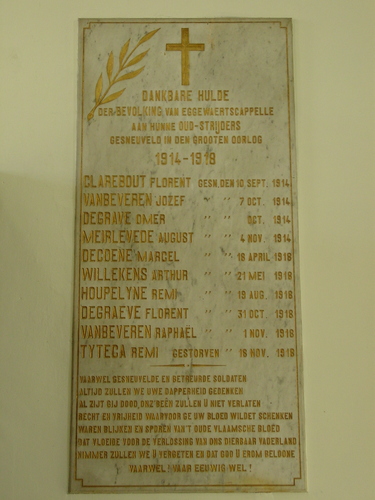 DANKBARE HULDE
DER BEVOLKING VAN EGGEWAERTSCAPPELLE
AAN HUNNE OUD-STRIJDERS
GESNEUVELD IN DEN GROOTEN OORLOG
1914-1918
CLAREBOUT FLORENT GESN. DEN 10 SEPT. 1914
VANBEVEREN JOZEF " " 7 OCT. 1914
DEGRAVE OMER " " OCT. 1914
MEIRLEVEDE AUGUST " " 4 NOV. 1914
DECOENE MARCEL " " 18 APRIL 1918
WILLEKENS ARTHUR " " 21 MEI 1918
HOUPELYNE REMI " " 19 AUG. 1918
DEGRAEVE FLORENT " " 31 OCT. 1918
VANBEVEREN RAPHAËL " " 1 NOV. 1918
TYTECA REMI GESTORVEN " 19 NOV. 1918
VAARWEL GESNEUVELDE EN BETREURDE SOLDATEN
ALTIJD ZULLEN WE UWE DAPPERHEID GEDENKEN
AL ZIJT GIJ DOOD, ONZ'BEÊN ZULLEN U NIET VERLATEN
RECHT EN VRIJHEID WAARVOOR GE UW BLOED WILDET SCHENKEN
WAREN BLIJKEN EN SPOREN VAN 'T OUDE VLAAMSCHE BLOED
DAT VLOEIDE VOOR DE VERLOSSING VAN ONS DIERBAAR VADERLAND
NIMMER ZULLEN WE U VERGETEN EN DAT GOD U EROM BELOONE
VAARWEL! VAAR EEUWIG WEL!